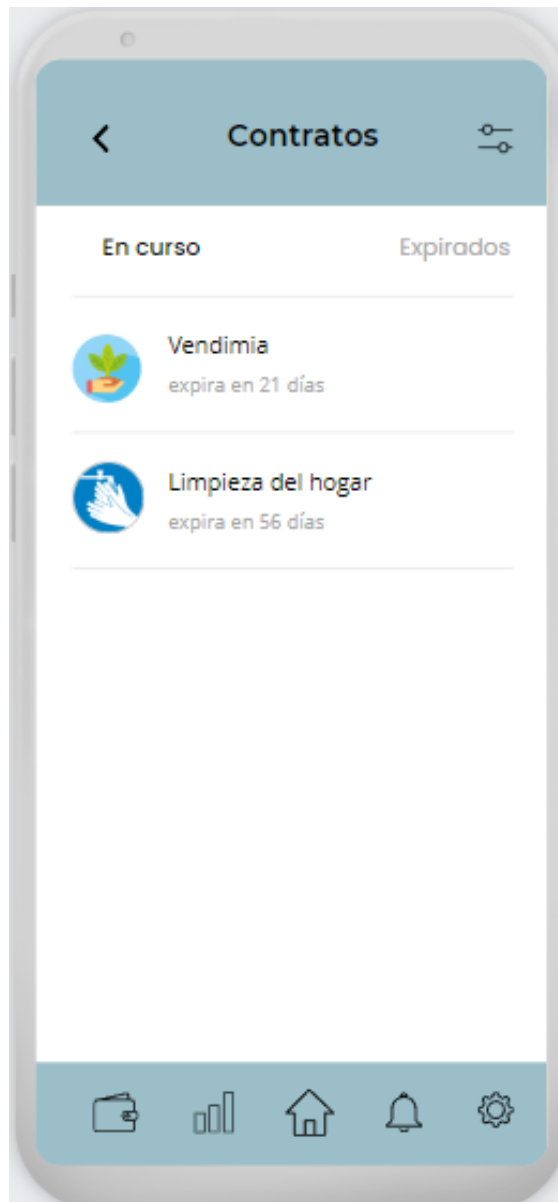 Contratos
En curso
Expirados
Vendimia
expira en 21 días
Limpieza del hogar
expira en 56 días